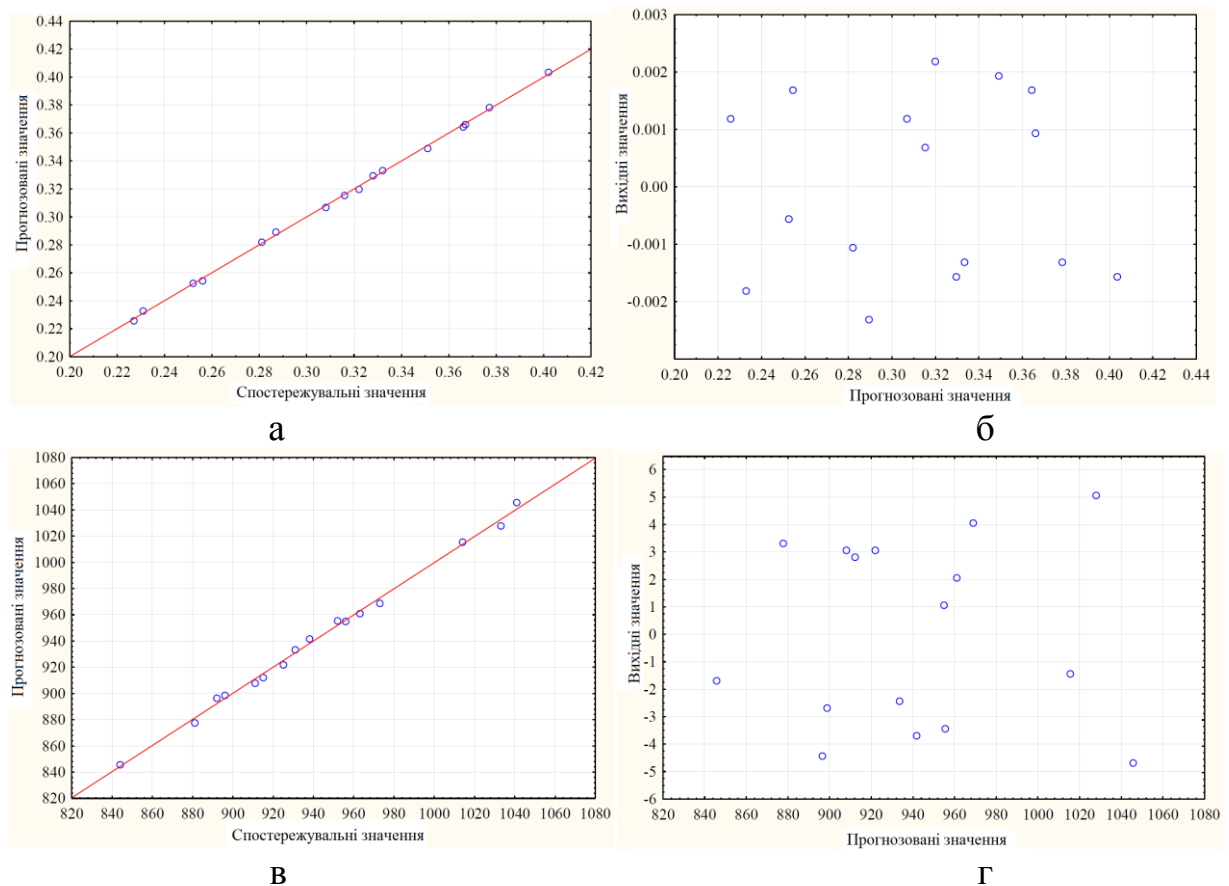 0.44
0.42
0.40
0.38
0.36
0.34
0.32
0.30
0.28
0.26
0.24
0.22
0.20
Прогнозовані значення
0.20 0.22 0.24 0.26 0.28 0.30 0.32 0.34 0.36 0.38 0.40 0.42
Спостережувальні значення
а
0.003
0.002
0.001
0.00
-0.001
-0.002
Вихідні значення
0.20 0.22 0.24 0.26 0.28 0.30 0.32 0.34 0.36 0.38 0.40 0.42 0.44
Прогнозовані значення
б
1080
1060
1040
1020
1000
980
960
940
920
900
880
860
840
820
Прогнозовані значення
820 840 860 880 900 920 940 960 980 1000 1020 1040 1060 1080
Спостережувальні значення
в
6
5
4
3
2
1
0
-1
-2
-3
-4
-5
-6
Вихідні значення
820 840 860 880 900 920 940 960 980 1000 1020 1040 1060 1080
Прогнозовані значення
г